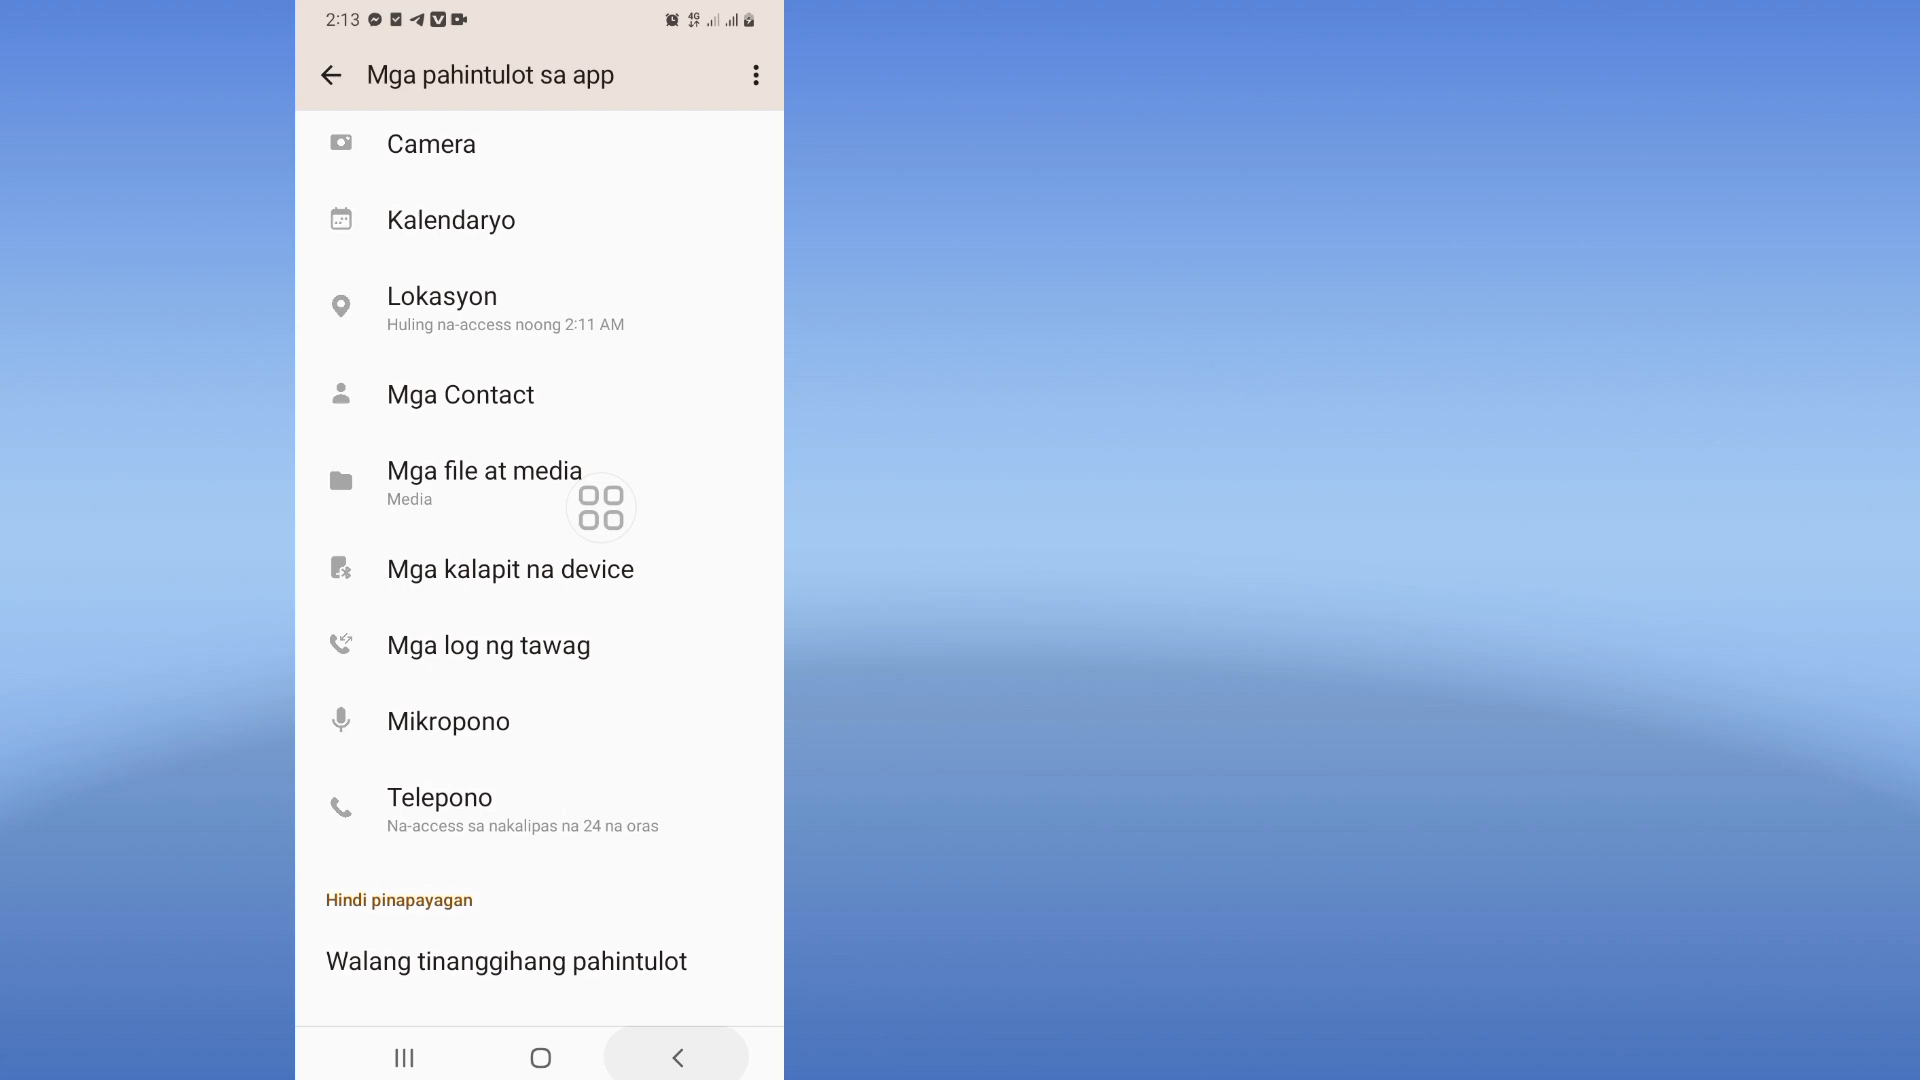 2:13
4G
Mga pahintulot sa app
Camera
Kalendaryo
Lokasyon
Huling na-access noong 2:11 AM
Mga Contact
Mga file at media
Media
Mga kalapit na device
Mga log ng tawag
Mikropono
Telepono
Na-access sa nakalipas na 24 na oras
Hindi pinapayagan
Walang tinanggihang pahintulot